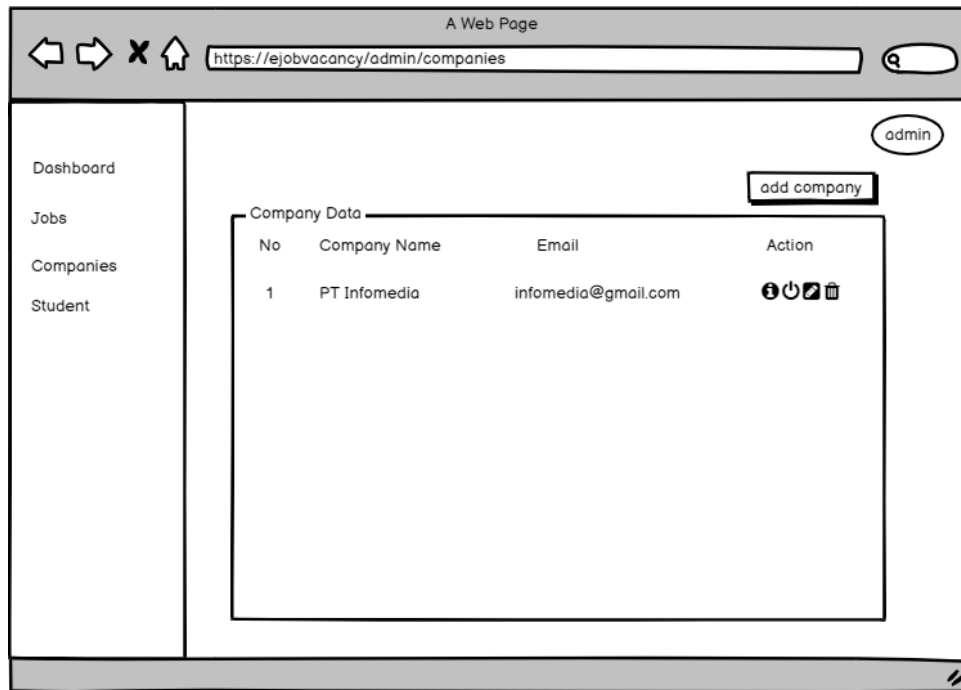 A Web Page
https://ejobvacancy/admin/companies
admin
Dashboard
Jobs
Companies
Student
add company
Company Data
No Company Name Email Action
1 PT Infomedia infomedia@gmail.com